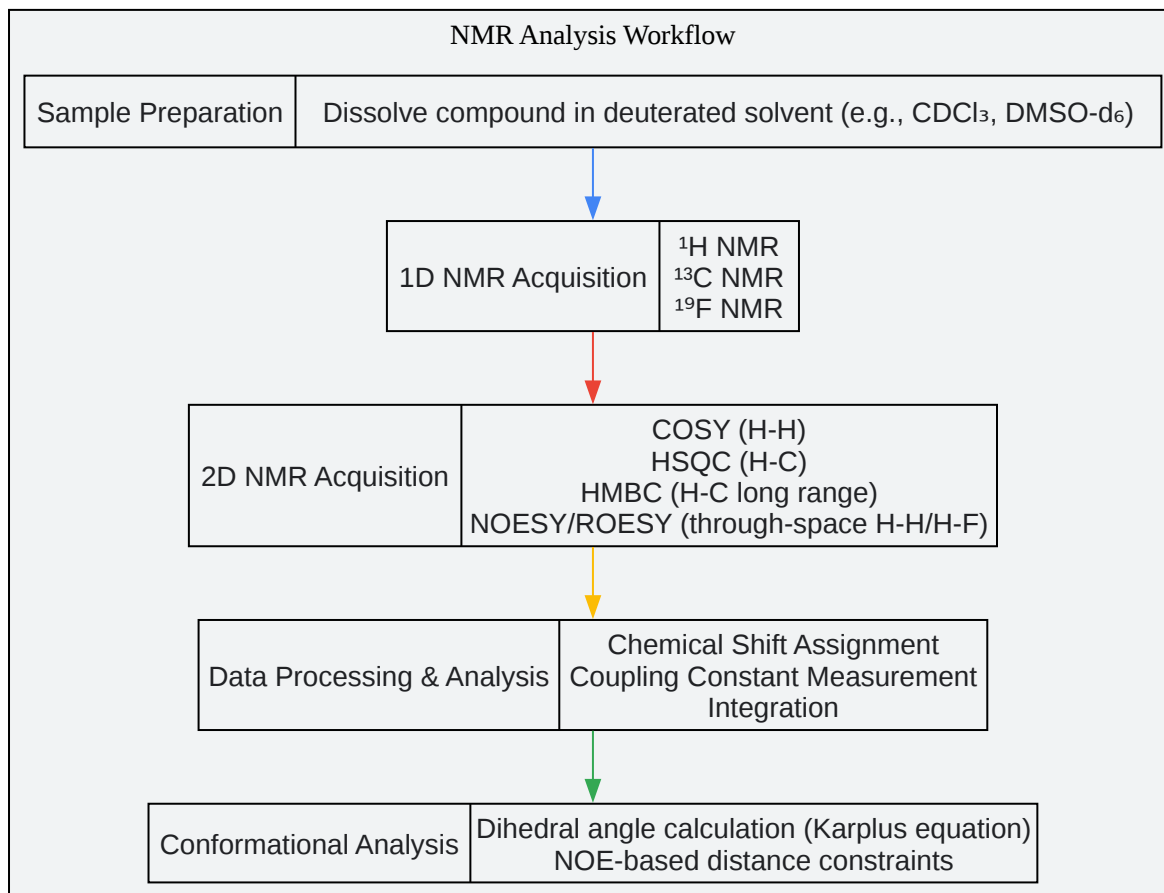 NMR Analysis Workflow
Sample Preparation
Dissolve compound in deuterated solvent (e.g., CDCl₃, DMSO-d₆)
1D NMR Acquisition
¹H NMR
¹³C NMR
¹⁹F NMR
2D NMR Acquisition
COSY (H-H)
HSQC (H-C)
HMBC (H-C long range)
NOESY/ROESY (through-space H-H/H-F)
Data Processing & Analysis
Chemical Shift Assignment
Coupling Constant Measurement
Integration
Conformational Analysis
Dihedral angle calculation (Karplus equation)
NOE-based distance constraints